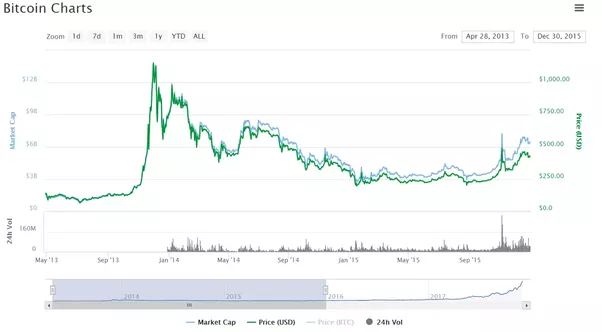 Bitcoin Charts
Zoom 1d 7d 1m 3m 1y YTD ALL From Apr 28, 2013 To Dec 30, 2015
$12B $1,000.00
$9B $750.00
$6B $500.00
$3B $250.00
$0 $0.00
Market Cap
Price (USD)
160M
0
24h Vol
May '13 Sep '13 Jan '14 May '14 Sep '14 Jan '15 May '15 Sep '15
2014 2015 2016 2017
Market Cap Price (USD) Price (BTC) 24h Vol